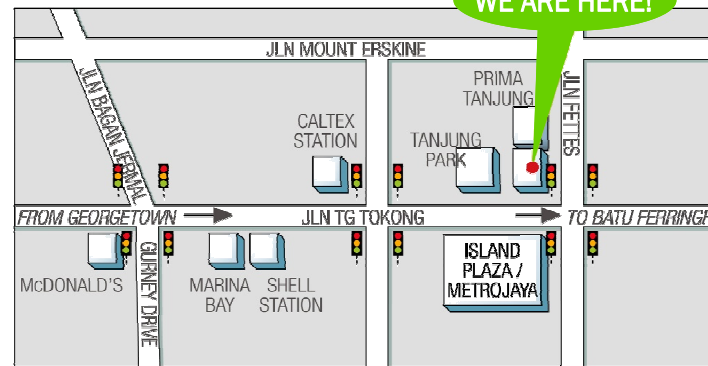 WE ARE HERE!
JLN MOUNT ERSKINE
JLN BAGAN JERMAL
PRIMA
TANJUNG
JLN FETTES
CALTEX
STATION
TANJUNG
PARK
FROM GEORGETOWN
JLN TG TOKONG
TO BATU FERRINGH
McDONALD'S
GURNEY DRIVE
MARINA
BAY
SHELL
STATION
ISLAND
PLAZA /
METROJAYA